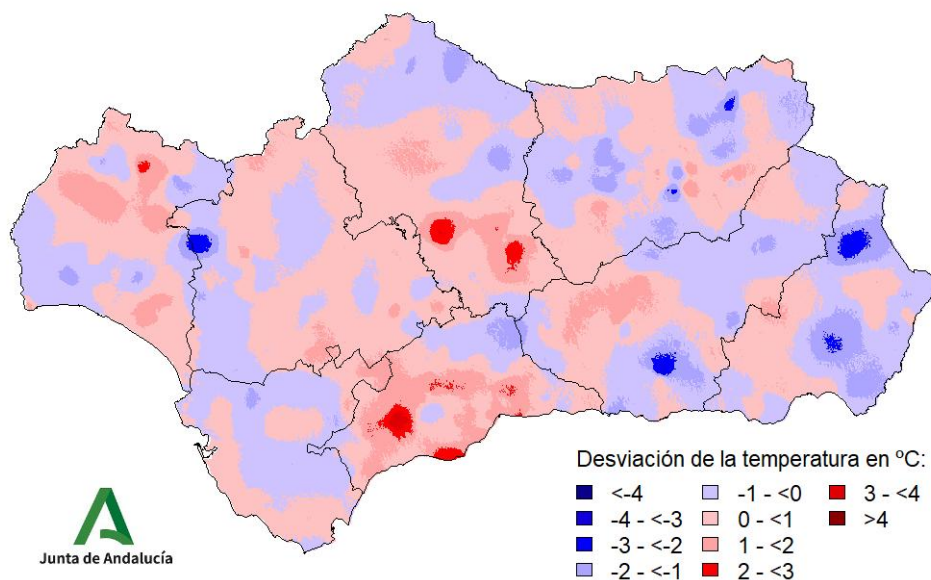 Desviación de la temperatura en ºC:
<-4 -1 - <0 3 - <4
-4 - <-3 0 - <1 >4
-3 - <-2 1 - <2
-2 - <-1 2 - <3
Junta de Andalucía